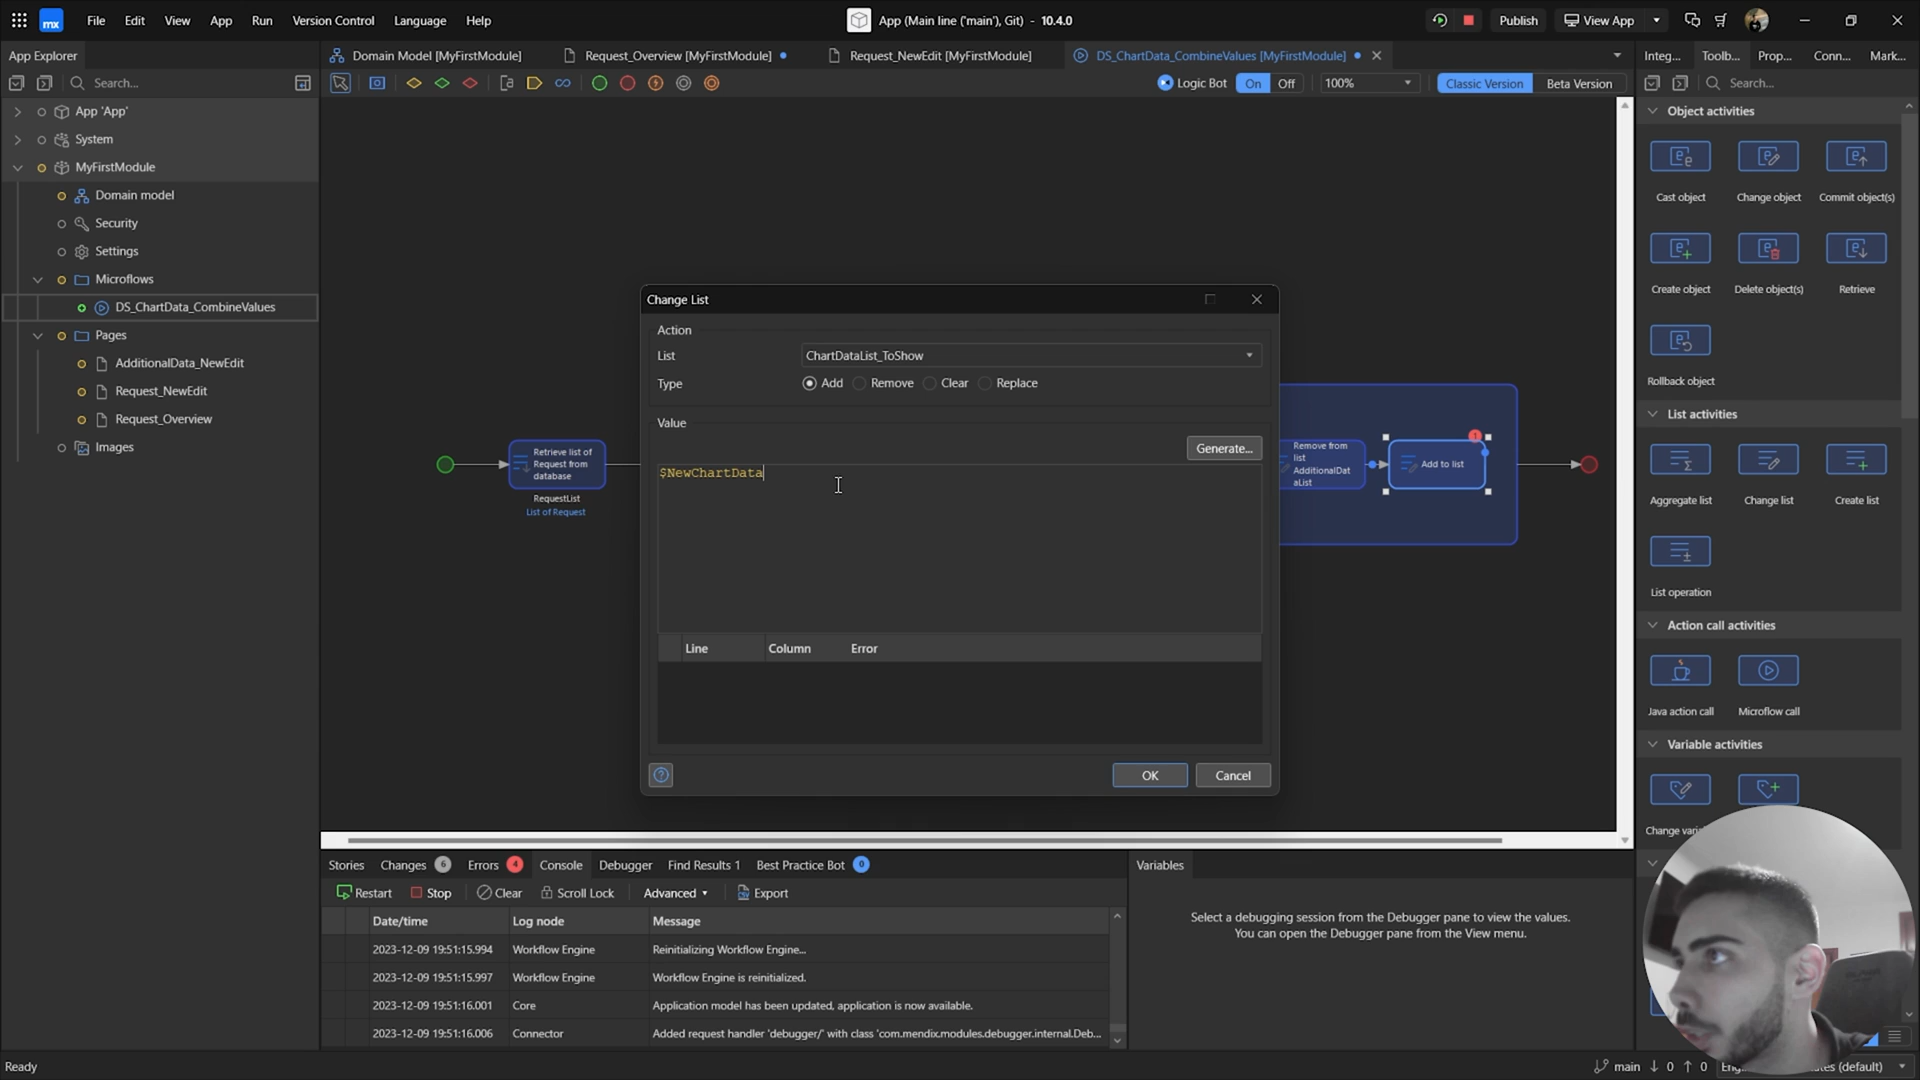 mx
File
Edit
View
App
Run
Version Control
Language
Help
App (Main line ('main'), Git) - 10.4.0
Publish
View App
App Explorer
Domain Model [MyFirstModule]
Request_Overview [MyFirstModule]
Request_NewEdit [MyFirstModule]
DS_ChartData_CombineValues [MyFirstModule]
Integ...
Toolb...
Prop...
Conn...
Mark...
Search...
Logic Bot
On
Off
100%
Classic Version
Beta Version
Search...
App 'App'
System
MyFirstModule
Domain model
Security
Settings
Microflows
DS_ChartData_CombineValues
Pages
AdditionalData_NewEdit
Request_NewEdit
Request_Overview
Images
Retrieve list of
Request from
database
RequestList
List of Request
Change List
Action
List
ChartDataList_ToShow
Type
Add
Remove
Clear
Replace
Value
Generate...
$NewChartData
Line
Column
Error
OK
Cancel
Remove from
list
AdditionalDat
aList
Add to list
Object activities
Cast object
Change object
Commit object(s)
Create object
Delete object(s)
Retrieve
Rollback object
List activities
Aggregate list
Change list
Create list
List operation
Action call activities
Java action call
Microflow call
Variable activities
Stories
Changes 6
Errors 4
Console
Debugger
Find Results 1
Best Practice Bot 0
Variables
Restart
Stop
Clear
Scroll Lock
Advanced
Export
Date/time
Log node
Message
2023-12-09 19:51:15.994 Workflow Engine Reinitializing Workflow Engine...
2023-12-09 19:51:15.997 Workflow Engine Workflow Engine is reinitialized.
2023-12-09 19:51:16.001 Core Application model has been updated, application is now available.
2023-12-09 19:51:16.006 Connector Added request handler 'debugger/' with class 'com.mendix.modules.debugger.internal.Deb...
Select a debugging session from the Debugger pane to view the values.
You can open the Debugger pane from the View menu.
Ready
main
0
0
(default)